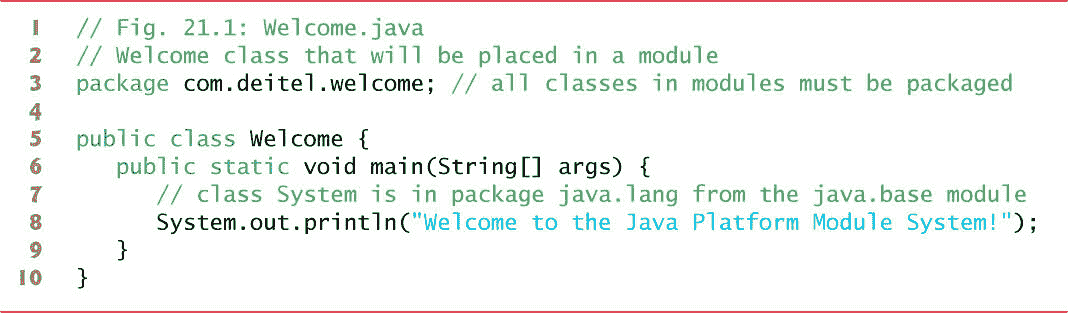 1 // Fig. 21.1: Welcome.java
2 // Welcome class that will be placed in a module
3 package com.deitel.welcome; // all classes in modules must be packaged
4
5 public class Welcome {
6    public static void main(String[] args) {
7       // class System is in package java.lang from the java.base module
8       System.out.println("Welcome to the Java Platform Module System!");
9    }
10 }